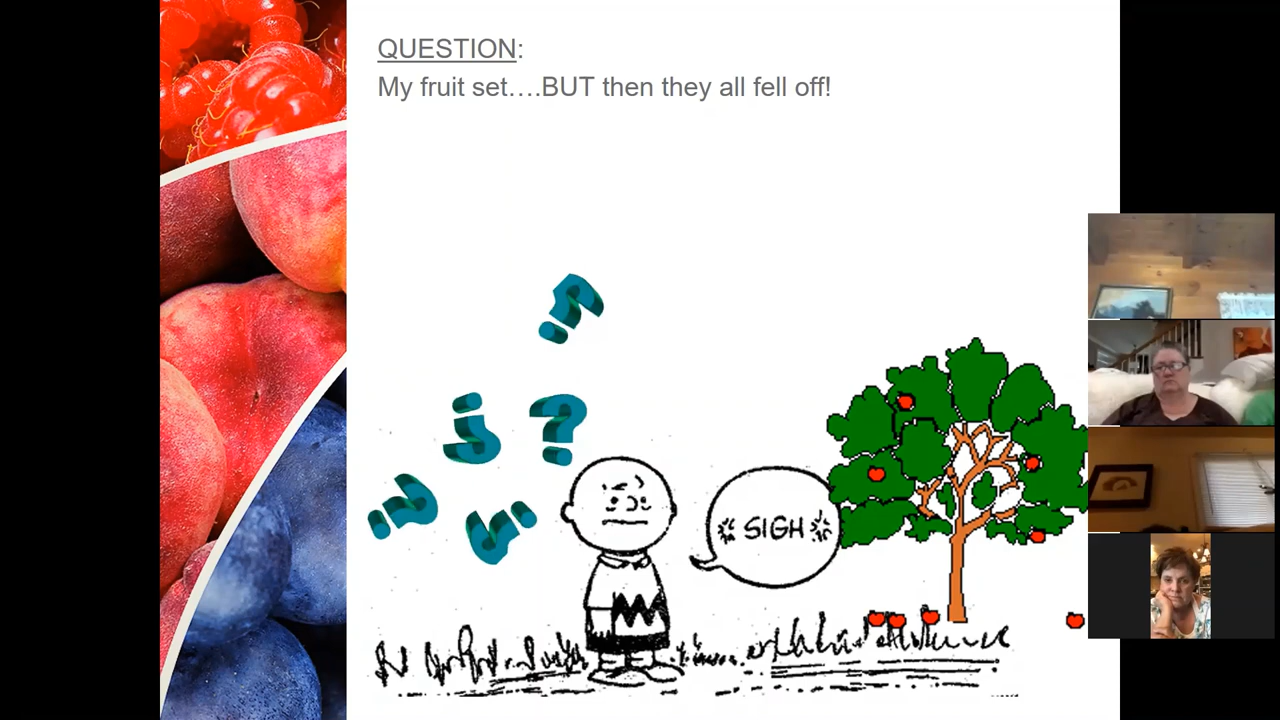 QUESTION:
My fruit set....BUT then they all fell off!
? ? ? ? ?
SIGH